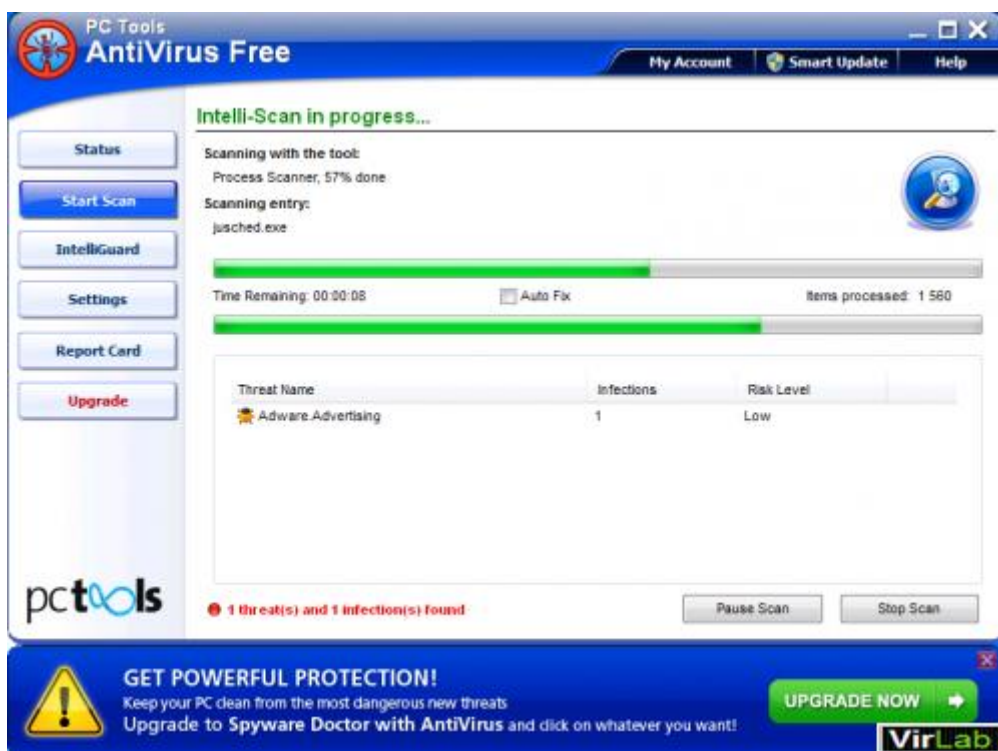 PC Tools
AntiVirus Free
My Account
Smart Update
Help
Status
Start Scan
IntelliGuard
Settings
Report Card
Upgrade
pctools
Intelli-Scan in progress...
Scanning with the tool:
Process Scanner, 57% done
Scanning entry:
jusched.exe
Time Remaining: 00:00:08 Auto Fix Items processed: 1 560
Threat Name Infections Risk Level
Adware.Advertising 1 Low
1 threat(s) and 1 infection(s) found
Pause Scan
Stop Scan
GET POWERFUL PROTECTION!
Keep your PC clean from the most dangerous new threats
Upgrade to Spyware Doctor with AntiVirus and click on whatever you want!
UPGRADE NOW
VirLab